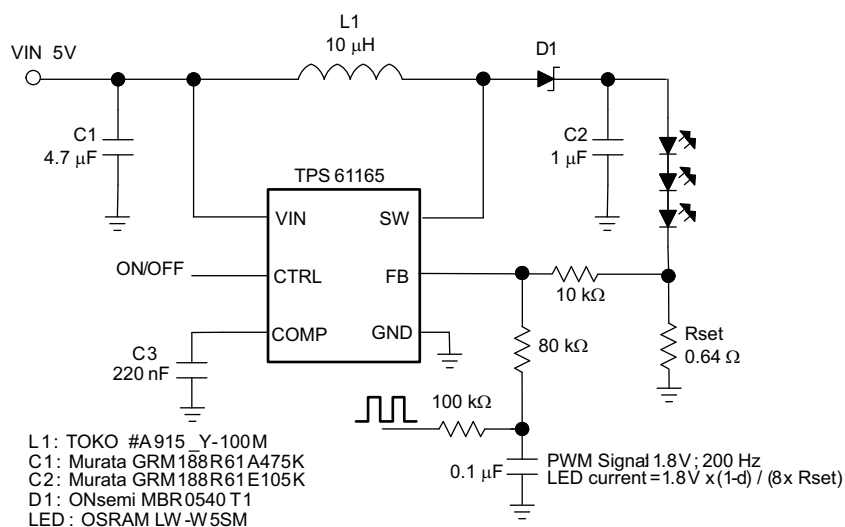 L1
10 μH
VIN 5V
D1
C1
4.7 μF
C2
1 μF
TPS 61165
VIN
SW
ON/OFF
CTRL
FB
10 kΩ
COMP
GND
C3
220 nF
80 kΩ
Rset
0.64 Ω
100 kΩ
0.1 μF
PWM Signal 1.8V; 200 Hz
LED current = 1.8V x (1-d) / (8x Rset)
L1: TOKO #A915_Y-100M
C1: Murata GRM188R61A475K
C2: Murata GRM188R61E105K
D1: ONsemi MBR0540T1
LED: OSRAM LW-W5SM